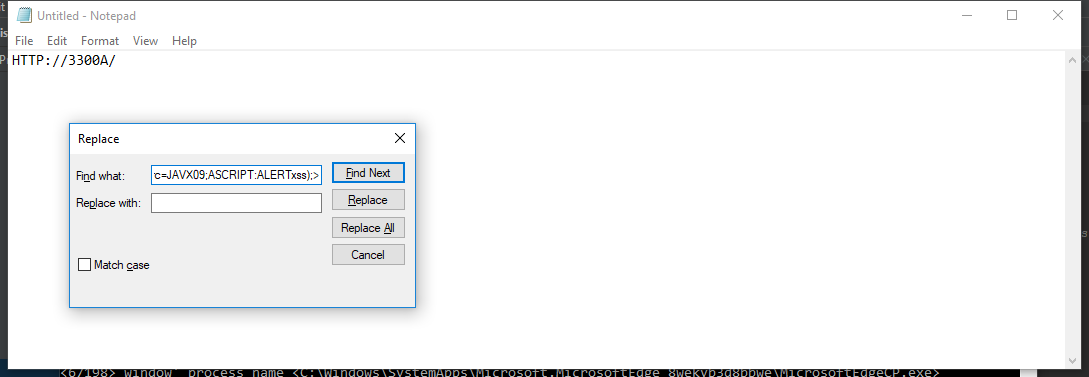 Untitled - Notepad
File Edit Format View Help
HTTP://3300A/
Replace
Find what: c=JAVX09;ASCRIPT:ALERTxss);> Find Next
Replace with: Replace
Replace All
Cancel
Match case
<6/198> window' process name <C:\Windows\SystemApps\Microsoft.MicrosoftEdge_8wekyb3d8bbwe\MicrosoftEdgeCP.exe>